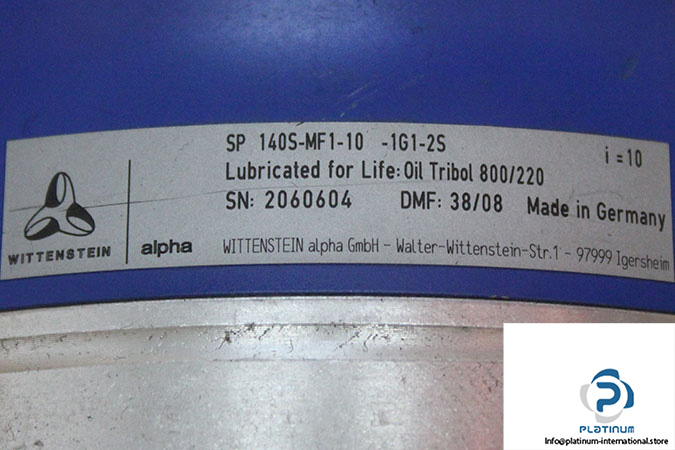 SP 140S-MF1-10 -1G1-2S i = 10
Lubricated for Life: Oil Tribol 800/220
SN: 2060604 DMF: 38/08 Made in Germany
WITTENSTEIN alpha WITTENSTEIN alpha GmbH - Walter-Wittenstein-Str.1 - 97999 Igersheim
PLATINUM
Info@platinum-international.store